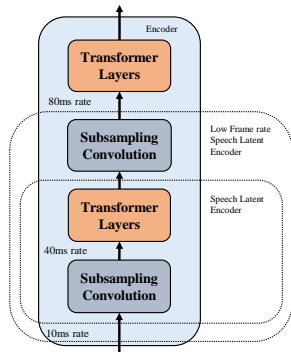 Encoder
Transformer
Layers
80ms rate
Low Frame rate
Speech Latent
Encoder
Subsampling
Convolution
Transformer
Layers
Speech Latent
Encoder
40ms rate
Subsampling
Convolution
10ms rate